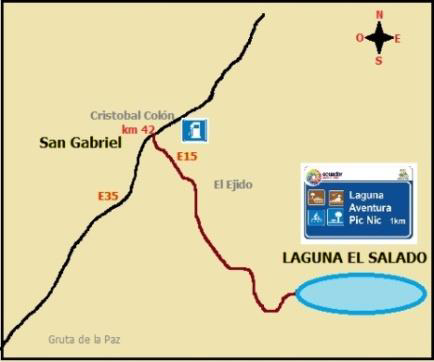 N
O E
S
Cristobal Colón
km 42
San Gabriel
E15
El Ejido
E35
ecuador
Laguna
Aventura
Pic Nic 1km
LAGUNA EL SALADO
Gruta de la Paz